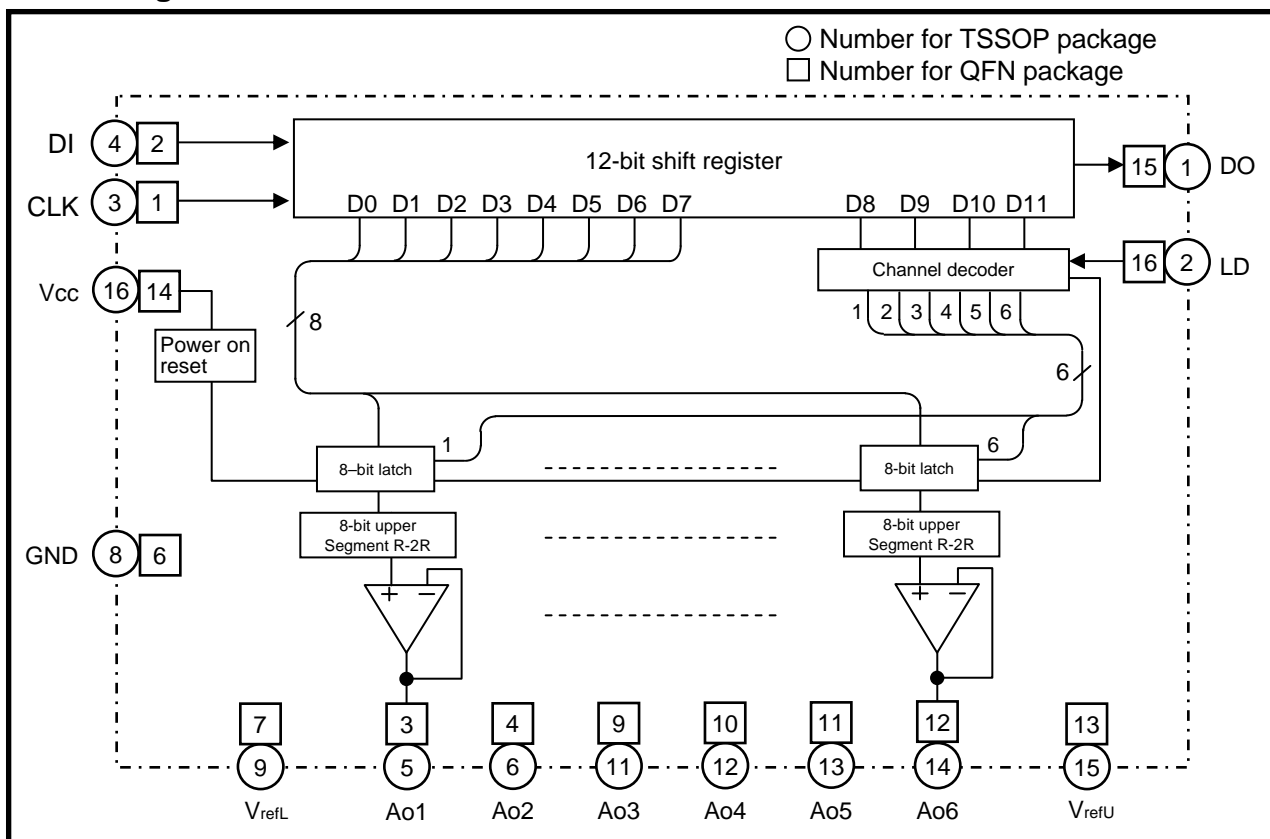 Number for TSSOP package
Number for QFN package
DI 4 2
12-bit shift register
15 1 DO
CLK 3 1
D0 D1 D2 D3 D4 D5 D6 D7 D8 D9 D10 D11
Vcc 16 14
Channel decoder
16 2 LD
1 2 3 4 5 6
8
Power on
reset
6
1
6
8–bit latch
8-bit latch
8-bit upper
Segment R-2R
8-bit upper
Segment R-2R
GND 8 6
+ −
+ −
7 3 4 9 10 11 12 13
9 5 6 11 12 13 14 15
VrefL Ao1 Ao2 Ao3 Ao4 Ao5 Ao6 VrefU